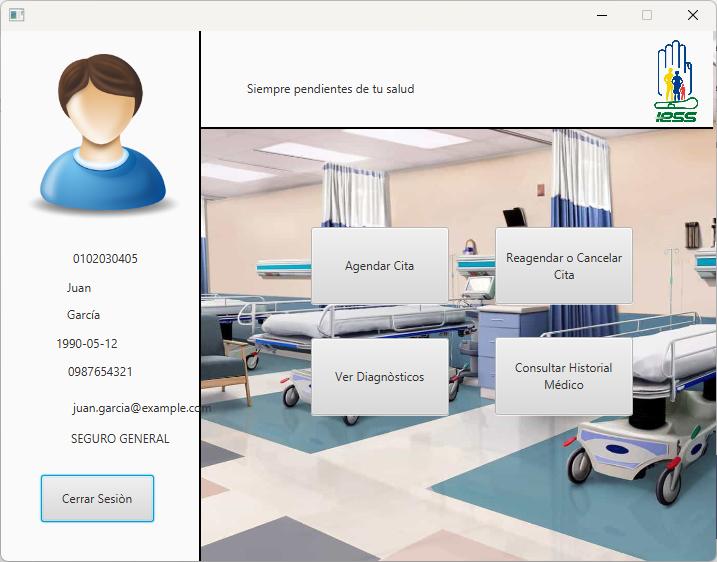 Siempre pendientes de tu salud
IESS
0102030405
Juan
García
1990-05-12
0987654321
juan.garcia@example.com
SEGURO GENERAL
Cerrar Sesiòn
Agendar Cita
Reagendar o Cancelar
Cita
Ver Diagnòsticos
Consultar Historial
Médico